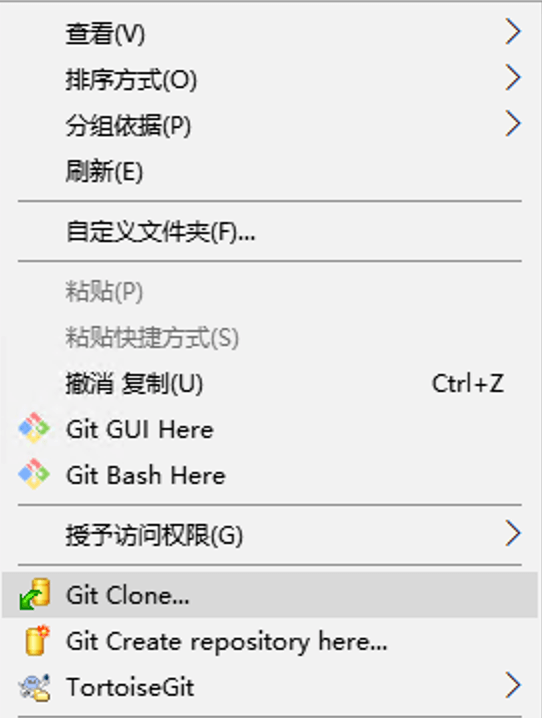 查看(V)
排序方式(O)
分组依据(P)
刷新(E)
自定义文件夹(F)...
粘贴(P)
粘贴快捷方式(S)
撤消 复制(U) Ctrl+Z
Git GUI Here
Git Bash Here
授予访问权限(G)
Git Clone...
Git Create repository here...
TortoiseGit